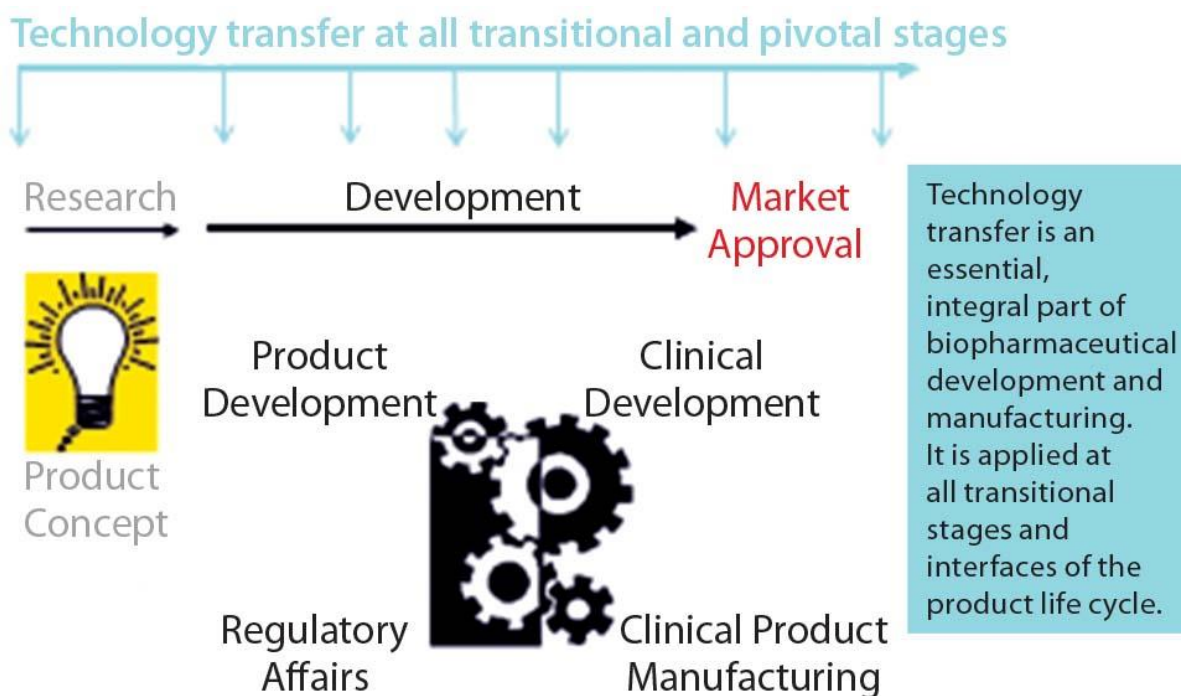 Technology transfer at all transitional and pivotal stages
Research
Development
Market
Approval
Product
Concept
Product
Development
Clinical
Development
Regulatory
Affairs
Clinical Product
Manufacturing
Technology
transfer is an
essential,
integral part of
biopharmaceutical
development and
manufacturing.
It is applied at
all transitional
stages and
interfaces of the
product life cycle.